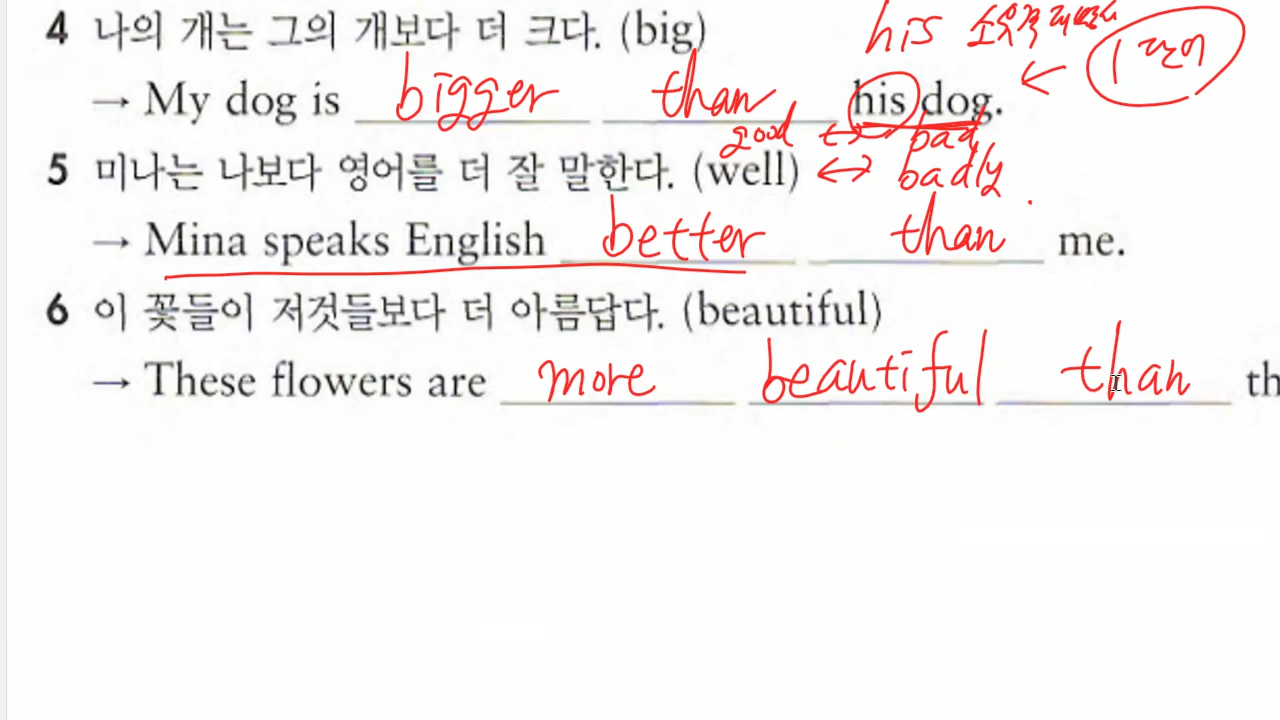 4 나의 개는 그의 개보다 더 크다. (big)
his 소유격
1 단어
→ My dog is bigger than his dog. ←
good ↔ bad
5 미나는 나보다 영어를 더 잘 말한다. (well) ↔ badly
→ Mina speaks English better than me.
6 이 꽃들이 저것들보다 더 아름답다. (beautiful)
→ These flowers are more beautiful than th